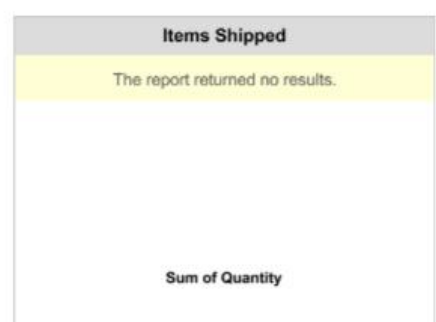 Items Shipped
The report returned no results.
Sum of Quantity